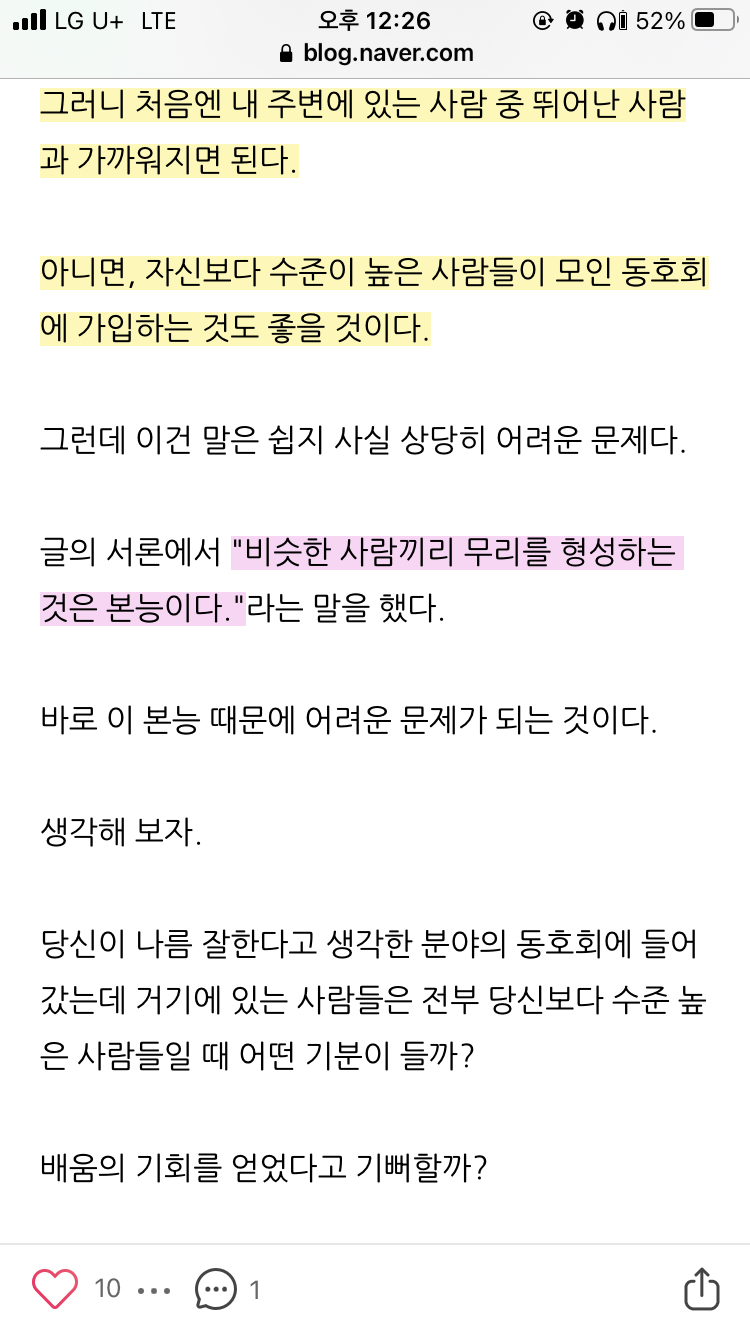 LG U+ LTE 오후 12:26 52%
blog.naver.com
그러니 처음엔 내 주변에 있는 사람 중 뛰어난 사람
과 가까워지면 된다.
아니면, 자신보다 수준이 높은 사람들이 모인 동호회
에 가입하는 것도 좋을 것이다.
그런데 이건 말은 쉽지 사실 상당히 어려운 문제다.
글의 서론에서 "비슷한 사람끼리 무리를 형성하는
것은 본능이다."라는 말을 했다.
바로 이 본능 때문에 어려운 문제가 되는 것이다.
생각해 보자.
당신이 나름 잘한다고 생각한 분야의 동호회에 들어
갔는데 거기에 있는 사람들은 전부 당신보다 수준 높
은 사람들일 때 어떤 기분이 들까?
배움의 기회를 얻었다고 기뻐할까?
10 1